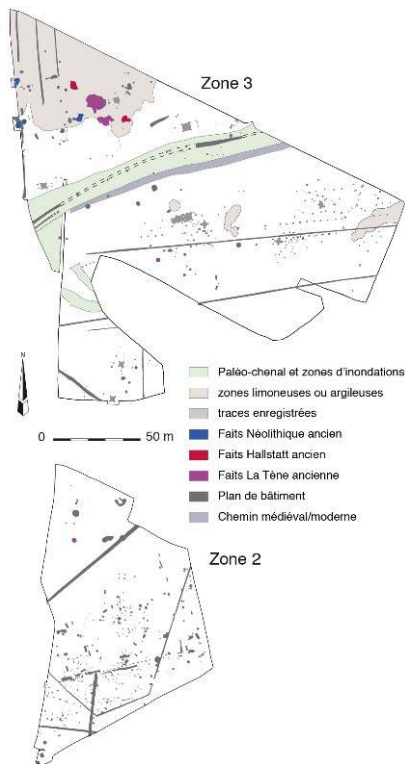 Zone 3
N
0 50 m
Paléo-chenal et zones d'inondations
zones limoneuses ou argileuses
traces enregistrées
Faits Néolithique ancien
Faits Hallstatt ancien
Faits La Tène ancienne
Plan de bâtiment
Chemin médiéval/moderne
Zone 2